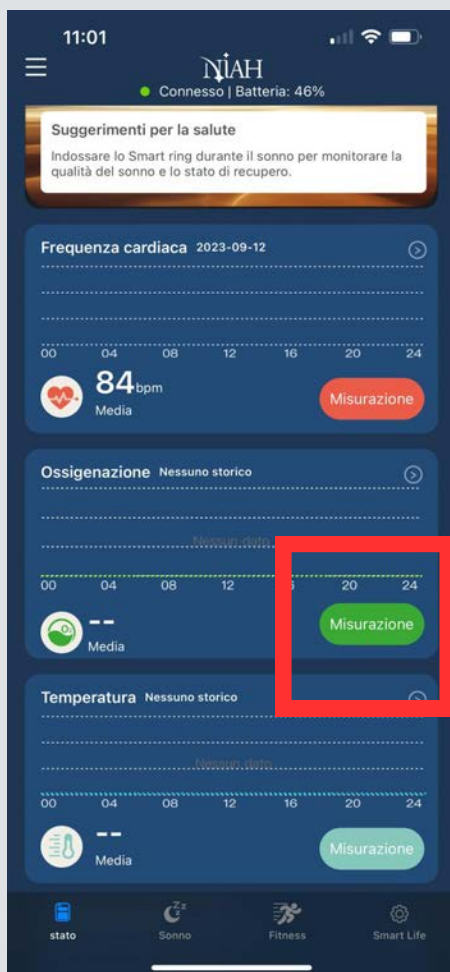 11:01
NIAH
Connesso | Batteria: 46%
Suggerimenti per la salute
Indossare lo Smart ring durante il sonno per monitorare la
qualità del sonno e lo stato di recupero.
Frequenza cardiaca 2023-09-12
00 04 08 12 16 20 24
84 bpm
Media
Misurazione
Ossigenazione Nessuno storico
Nessun dato
00 04 08 12 20 24
O₂
--
Media
Misurazione
Temperatura Nessuno storico
Nessun dato
00 04 08 12 16 20 24
--
Media
Misurazione
stato Sonno Fitness Smart Life